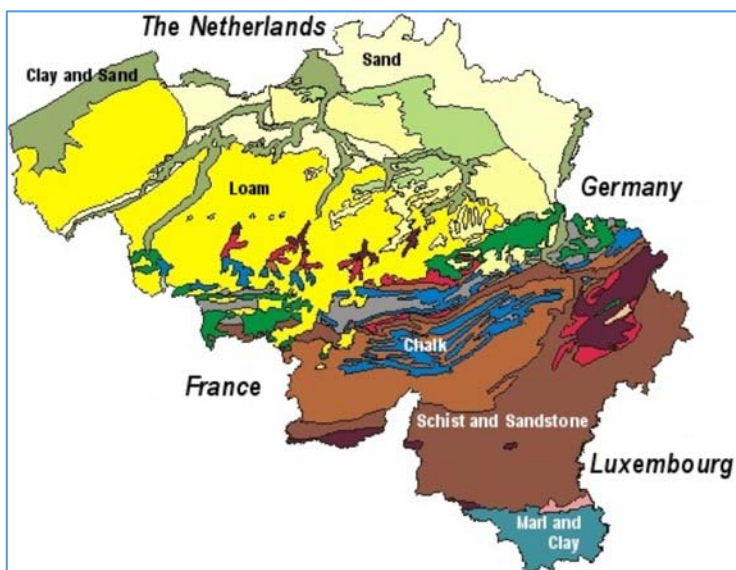 The Netherlands
Sand
Clay and Sand
Loam
Germany
Chalk
France
Schist and Sandstone
Luxembourg
Marl and
Clay